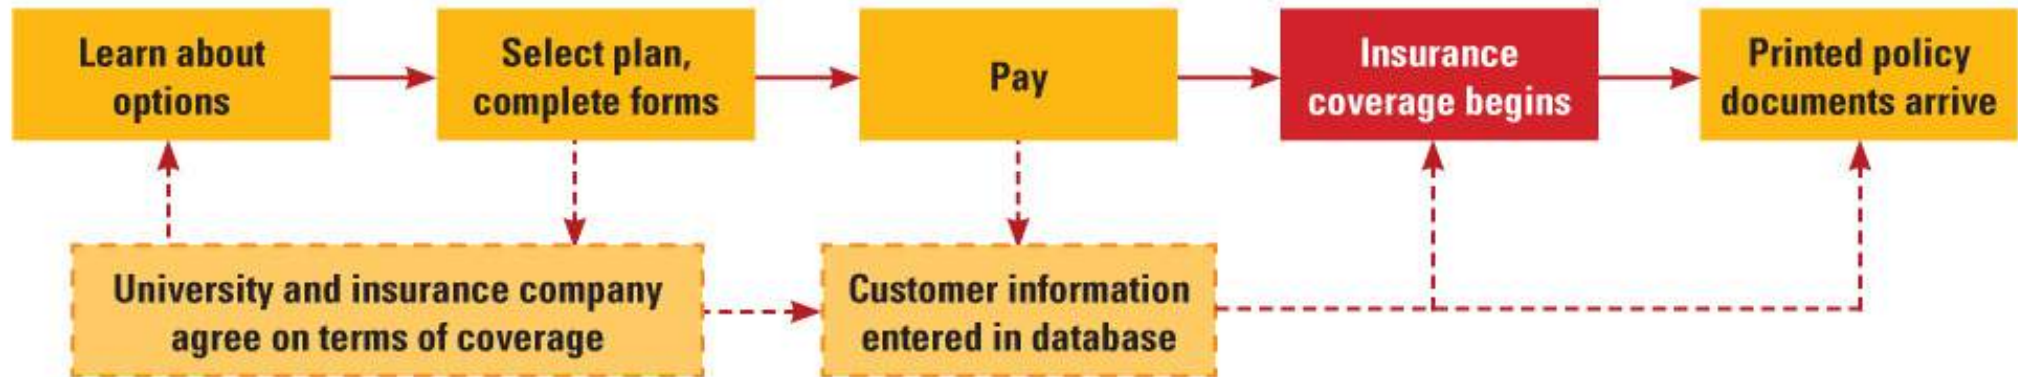 Learn about
options
Select plan,
complete forms
Pay
Insurance
coverage begins
Printed policy
documents arrive
University and insurance company
agree on terms of coverage
Customer information
entered in database